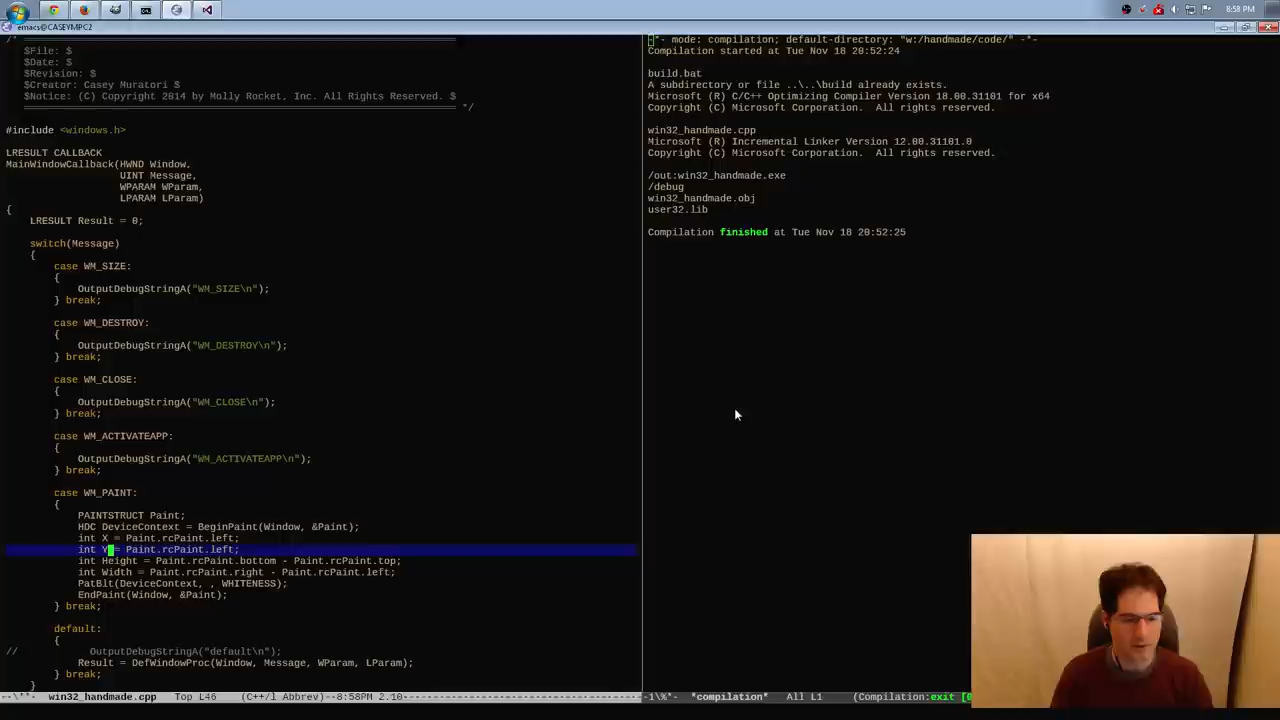 8:58 PM
emacs@CASEYMPC2
/* ========================================================================
$File: $
$Date: $
$Revision: $
$Creator: Casey Muratori $
$Notice: (C) Copyright 2014 by Molly Rocket, Inc. All Rights Reserved. $
======================================================================== */
#include <windows.h>
LRESULT CALLBACK
MainWindowCallback(HWND Window,
UINT Message,
WPARAM WParam,
LPARAM LParam)
{
LRESULT Result = 0;
switch(Message)
{
case WM_SIZE:
{
OutputDebugStringA("WM_SIZE\n");
} break;
case WM_DESTROY:
{
OutputDebugStringA("WM_DESTROY\n");
} break;
case WM_CLOSE:
{
OutputDebugStringA("WM_CLOSE\n");
} break;
case WM_ACTIVATEAPP:
{
OutputDebugStringA("WM_ACTIVATEAPP\n");
} break;
case WM_PAINT:
{
PAINTSTRUCT Paint;
HDC DeviceContext = BeginPaint(Window, &Paint);
int X = Paint.rcPaint.left;
int Y = Paint.rcPaint.left;
int Height = Paint.rcPaint.bottom - Paint.rcPaint.top;
int Width = Paint.rcPaint.right - Paint.rcPaint.left;
PatBlt(DeviceContext, , WHITENESS);
EndPaint(Window, &Paint);
} break;
default:
{
// OutputDebugStringA("default\n");
Result = DefWindowProc(Window, Message, WParam, LParam);
} break;
}
--\**- win32_handmade.cpp Top L46 (C++/l Abbrev)--8:58PM 2.10
-*- mode: compilation; default-directory: "w:/handmade/code/" -*-
Compilation started at Tue Nov 18 20:52:24
build.bat
A subdirectory or file ..\..\build already exists.
Microsoft (R) C/C++ Optimizing Compiler Version 18.00.31101 for x64
Copyright (C) Microsoft Corporation. All rights reserved.
win32_handmade.cpp
Microsoft (R) Incremental Linker Version 12.00.31101.0
Copyright (C) Microsoft Corporation. All rights reserved.
/out:win32_handmade.exe
/debug
win32_handmade.obj
user32.lib
Compilation finished at Tue Nov 18 20:52:25
-1\%*- *compilation* All L1 (Compilation:exit [0